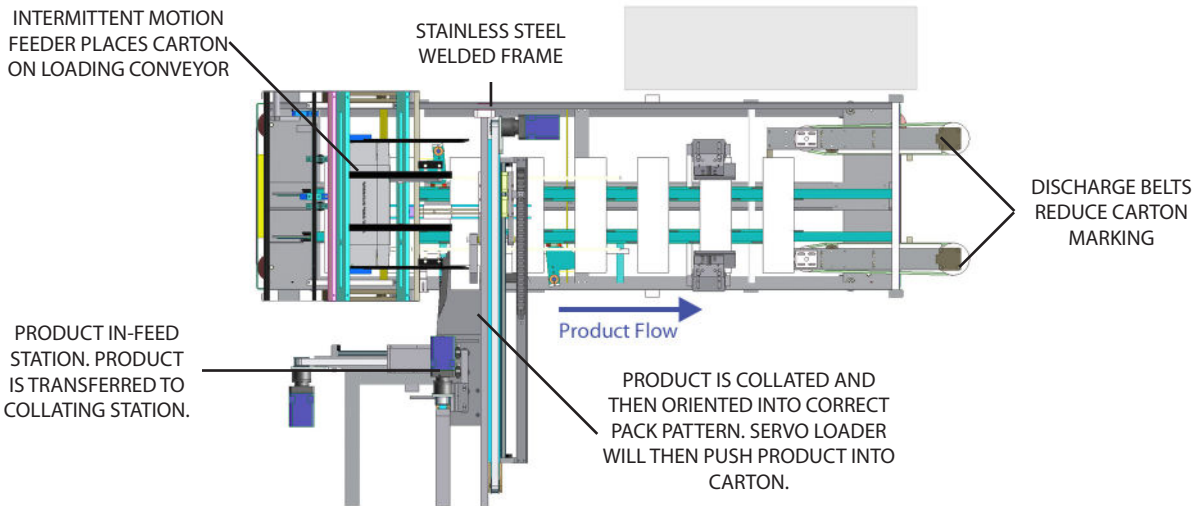 INTERMITTENT MOTION
FEEDER PLACES CARTON
ON LOADING CONVEYOR
STAINLESS STEEL
WELDED FRAME
DISCHARGE BELTS
REDUCE CARTON
MARKING
Product Flow
PRODUCT IN-FEED
STATION. PRODUCT
IS TRANSFERRED TO
COLLATING STATION.
PRODUCT IS COLLATED AND
THEN ORIENTED INTO CORRECT
PACK PATTERN. SERVO LOADER
WILL THEN PUSH PRODUCT INTO
CARTON.